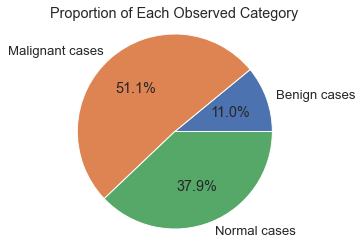 Proportion of Each Observed Category
Malignant cases
51.1%
Benign cases
11.0%
37.9%
Normal cases